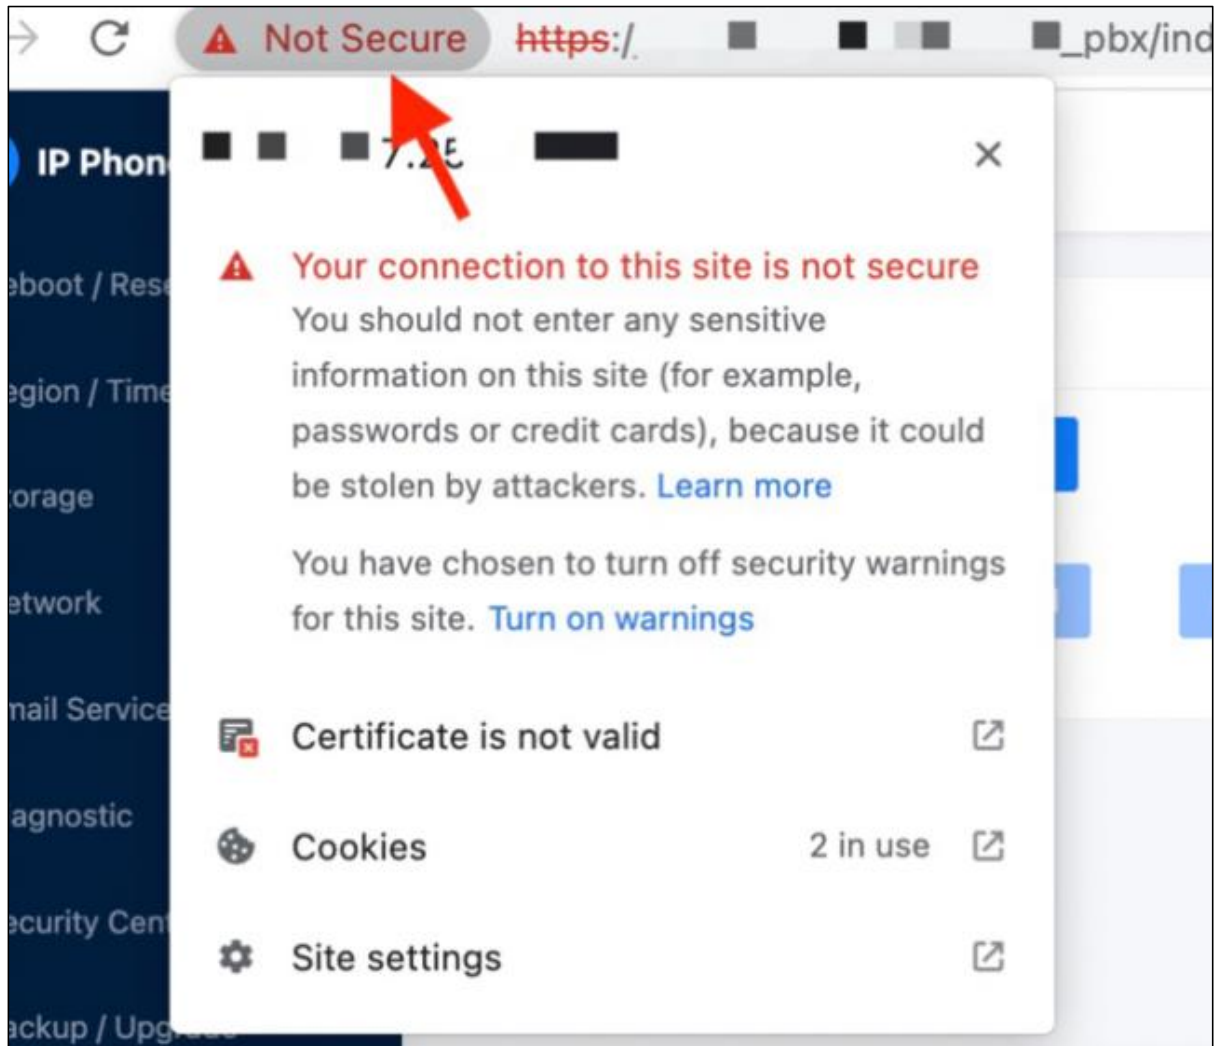 Not Secure https:/ _pbx/ind
IP Phon
7.25
Your connection to this site is not secure
You should not enter any sensitive
information on this site (for example,
passwords or credit cards), because it could
be stolen by attackers. Learn more
You have chosen to turn off security warnings
for this site. Turn on warnings
Certificate is not valid
Cookies 2 in use
Site settings
eboot / Rese
egion / Time
orage
etwork
mail Service
agnostic
ecurity Cent
ackup / Upg